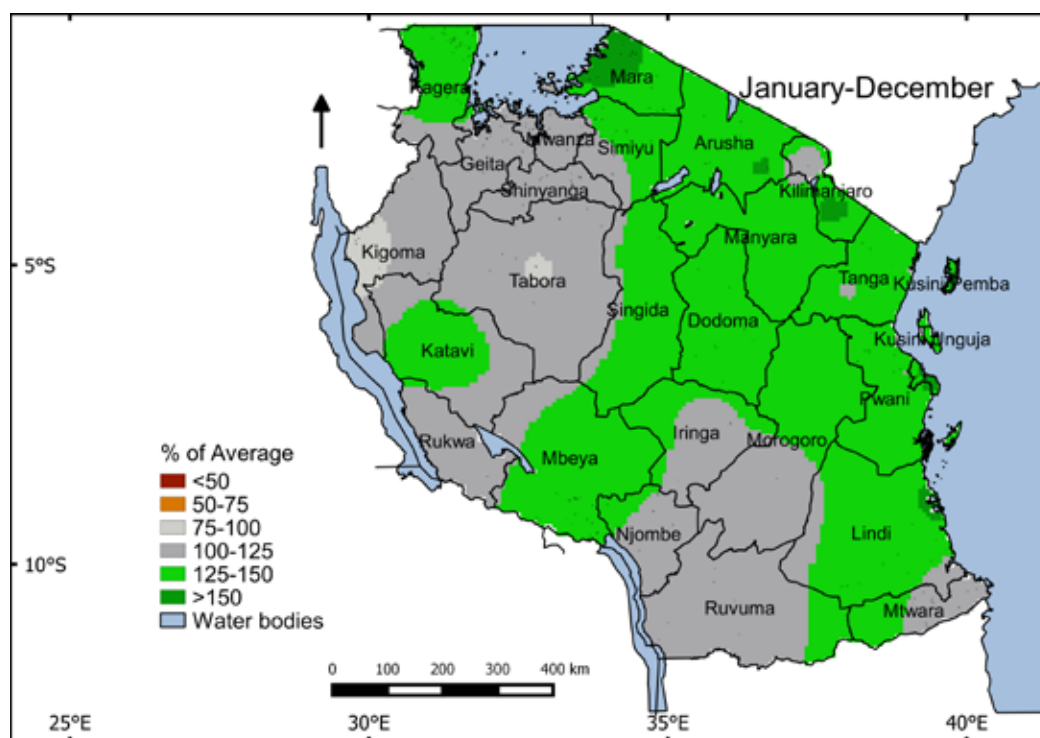 January-December
Kagera
Mara
Mwanza
Simiyu
Arusha
Geita
Shinyanga
Kilimanjaro
Kigoma
Manyara
Tabora
Tanga
Kusini Pemba
5°S
Singida
Dodoma
Kusini Unguja
Katavi
Pwani
Rukwa
Iringa
Morogoro
Mbeya
% of Average
<50
50-75
75-100
100-125
125-150
>150
Water bodies
Njombe
Lindi
10°S
Ruvuma
Mtwara
0 100 200 300 400 km
25°E 30°E 35°E 40°E